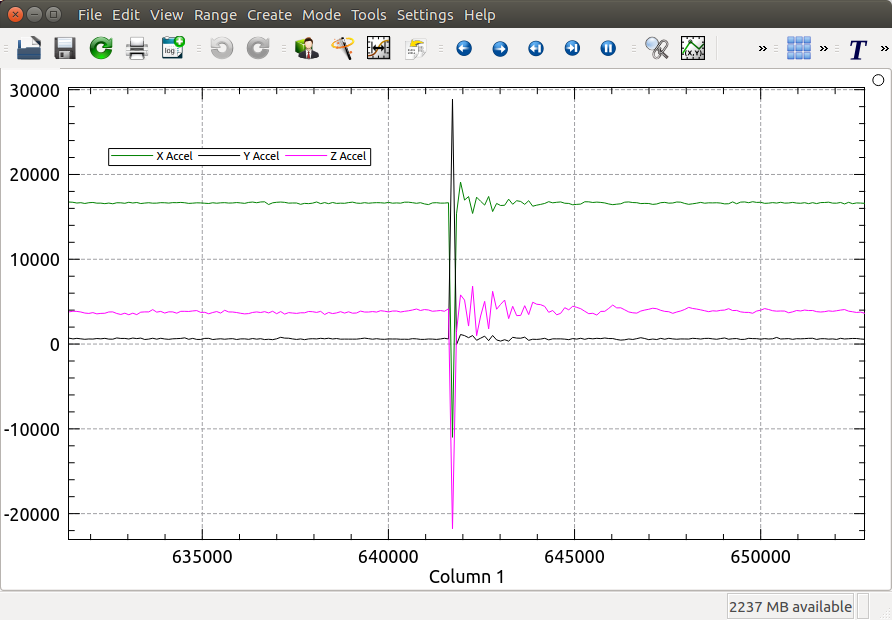 File Edit View Range Create Mode Tools Settings Help
log
» » T »
(X,Y)
30000
X Accel Y Accel Z Accel
20000
10000
0
-10000
-20000
635000 640000 645000 650000
Column 1
2237 MB available